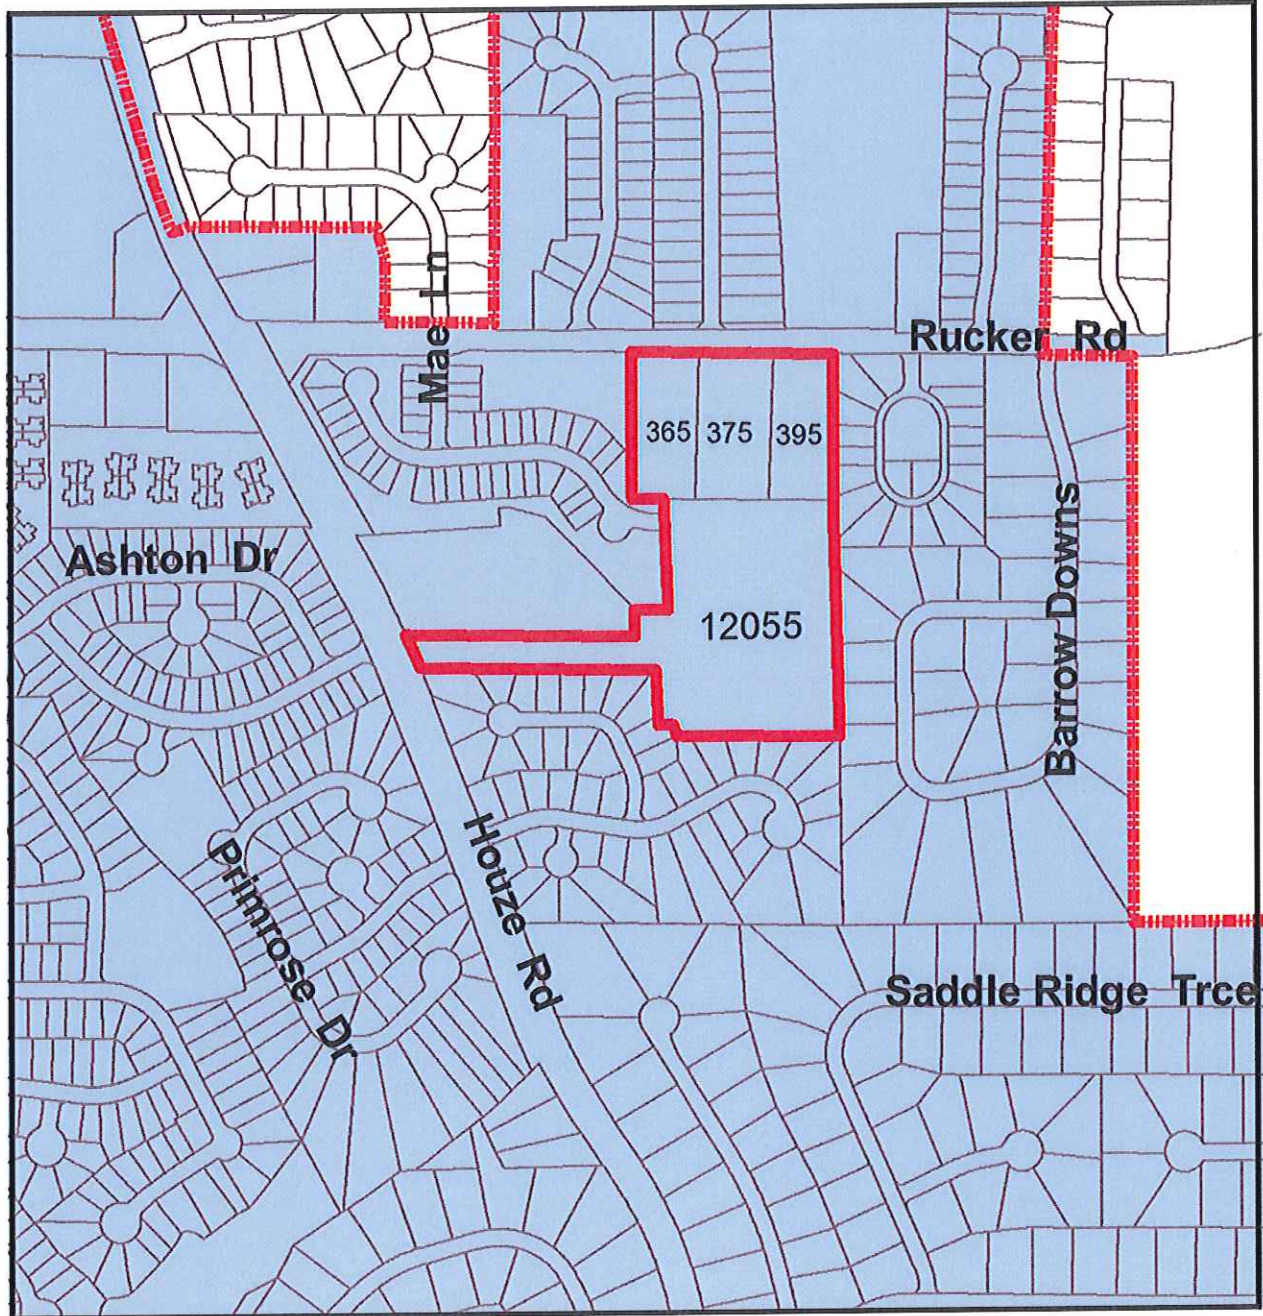 Mae Ln
Rucker Rd
365
375
395
Ashton Dr
12055
Barrow Downs
Houze Rd
Primrose Dr
Saddle Ridge Trce